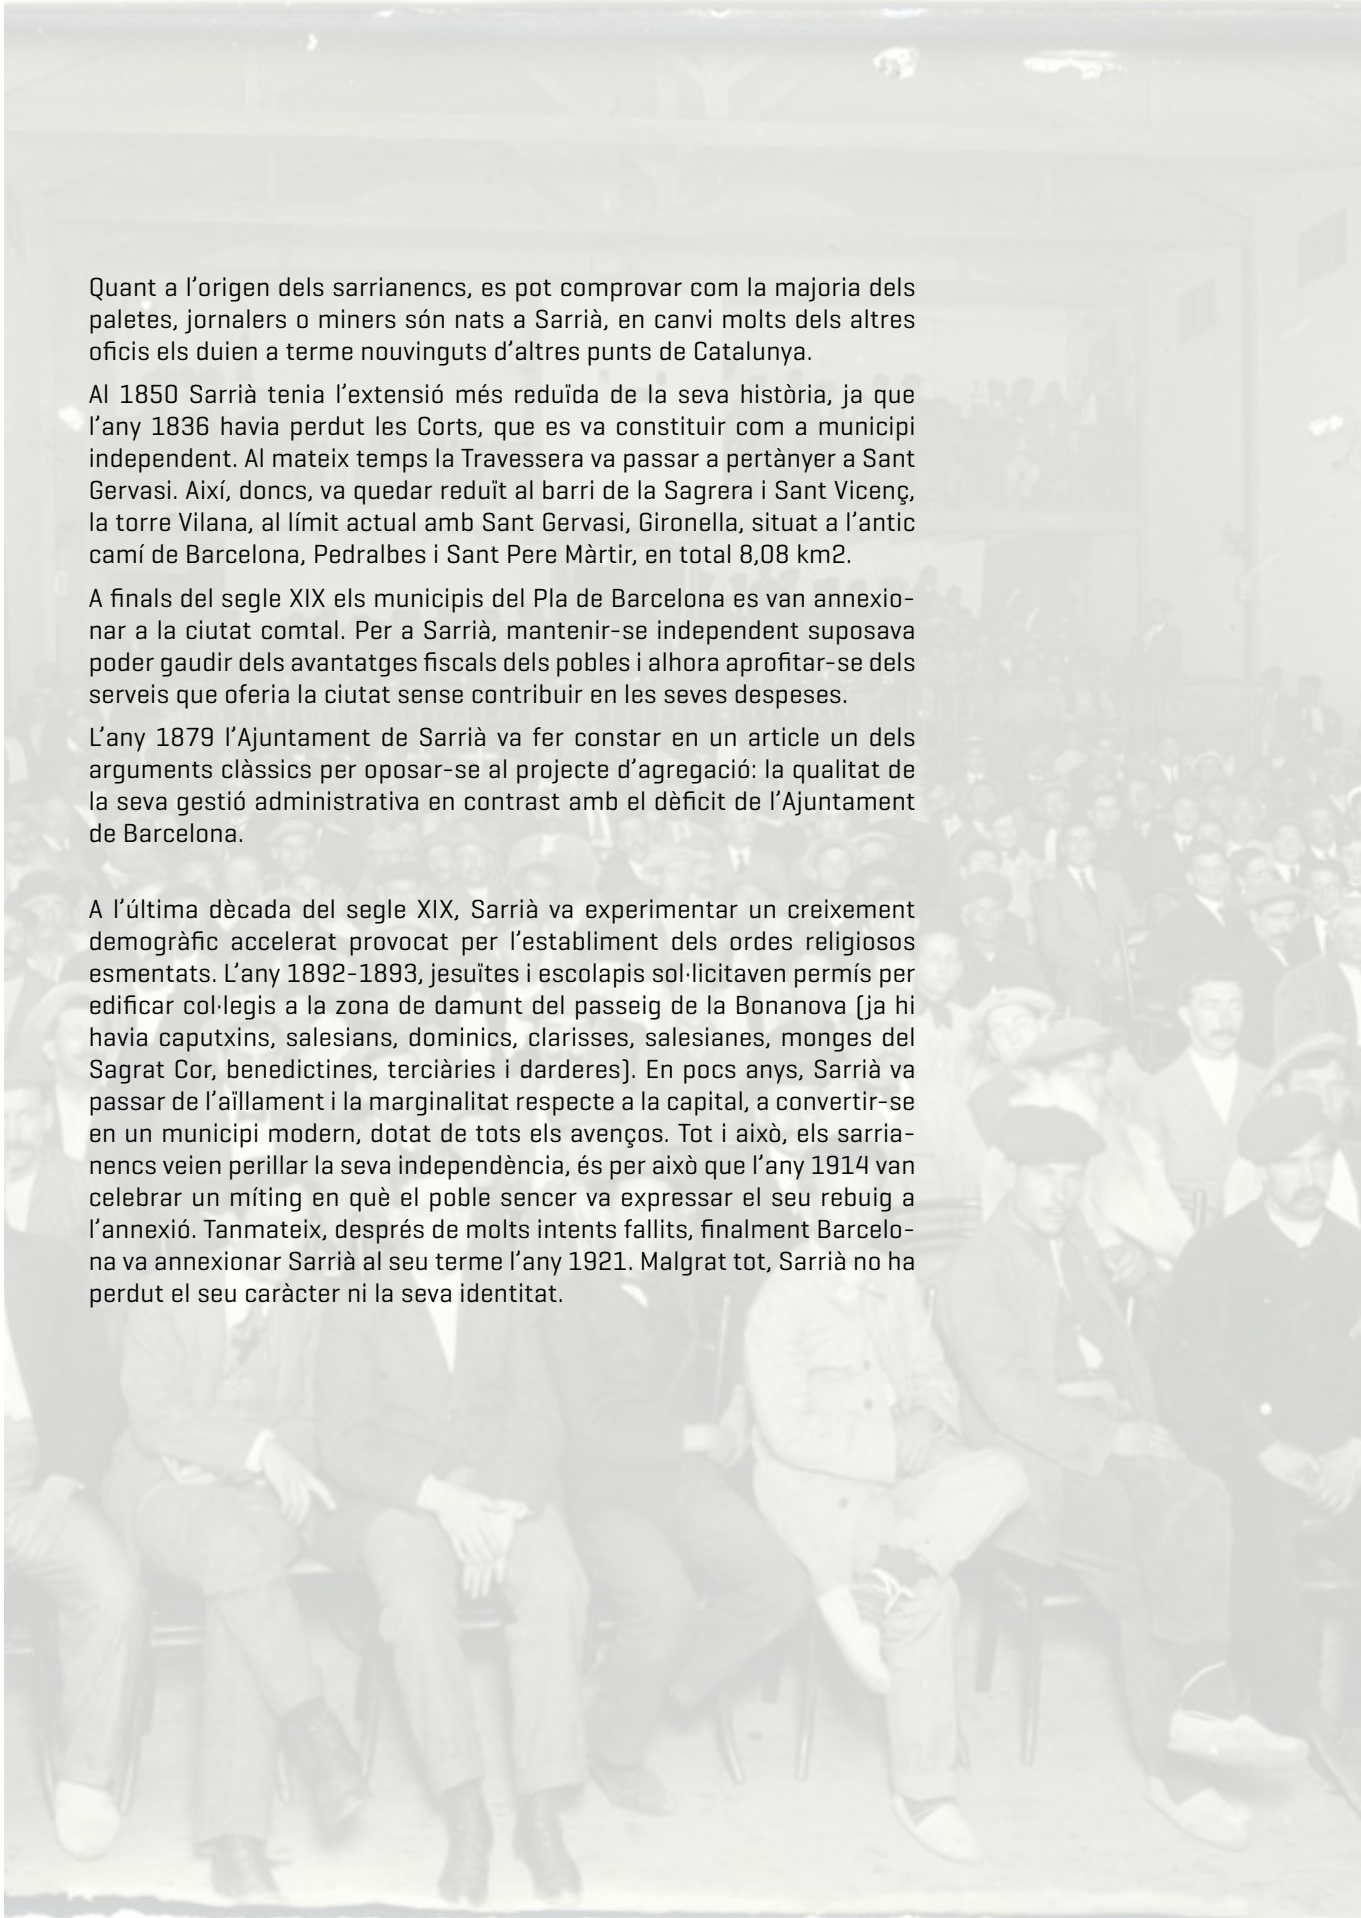 Quant a l’origen dels sarrianencs, es pot comprovar com la majoria dels
paletes, jornalers o miners són nats a Sarrià, en canvi molts dels altres
oficis els duien a terme nouvinguts d’altres punts de Catalunya.
Al 1850 Sarrià tenia l’extensió més reduïda de la seva història, ja que
l’any 1836 havia perdut les Corts, que es va constituir com a municipi
independent. Al mateix temps la Travessera va passar a pertànyer a Sant
Gervasi. Així, doncs, va quedar reduït al barri de la Sagrera i Sant Vicenç,
la torre Vilana, al límit actual amb Sant Gervasi, Gironella, situat a l’antic
camí de Barcelona, Pedralbes i Sant Pere Màrtir, en total 8,08 km2.
A finals del segle XIX els municipis del Pla de Barcelona es van annexio-
nar a la ciutat comtal. Per a Sarrià, mantenir-se independent suposava
poder gaudir dels avantatges fiscals dels pobles i alhora aprofitar-se dels
serveis que oferia la ciutat sense contribuir en les seves despeses.
L’any 1879 l’Ajuntament de Sarrià va fer constar en un article un dels
arguments clàssics per oposar-se al projecte d’agregació: la qualitat de
la seva gestió administrativa en contrast amb el dèficit de l’Ajuntament
de Barcelona.
A l’última dècada del segle XIX, Sarrià va experimentar un creixement
demogràfic accelerat provocat per l’establiment dels ordes religiosos
esmentats. L’any 1892-1893, jesuïtes i escolapis sol·licitaven permís per
edificar col·legis a la zona de damunt del passeig de la Bonanova (ja hi
havia caputxins, salesians, dominics, clarisses, salesianes, monges del
Sagrat Cor, benedictines, terciàries i darderes). En pocs anys, Sarrià va
passar de l’aïllament i la marginalitat respecte a la capital, a convertir-se
en un municipi modern, dotat de tots els avenços. Tot i això, els sarria-
nencs veien perillar la seva independència, és per això que l’any 1914 van
celebrar un míting en què el poble sencer va expressar el seu rebuig a
l’annexió. Tanmateix, després de molts intents fallits, finalment Barcelo-
na va annexionar Sarrià al seu terme l’any 1921. Malgrat tot, Sarrià no ha
perdut el seu caràcter ni la seva identitat.